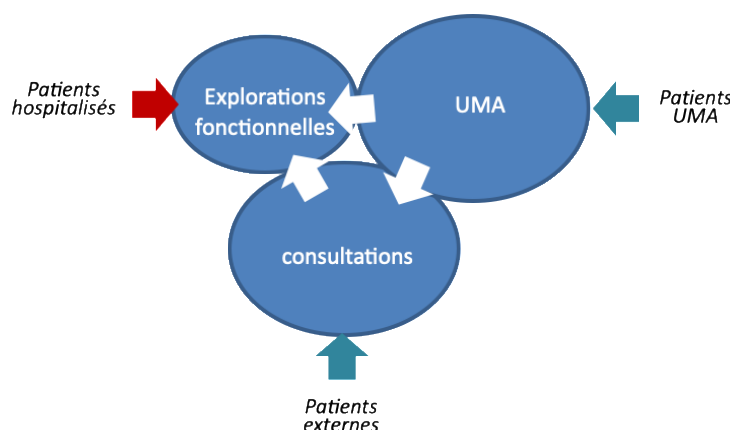 Patients
hospitalisés
Explorations
fonctionnelles
UMA
Patients
UMA
consultations
Patients
externes